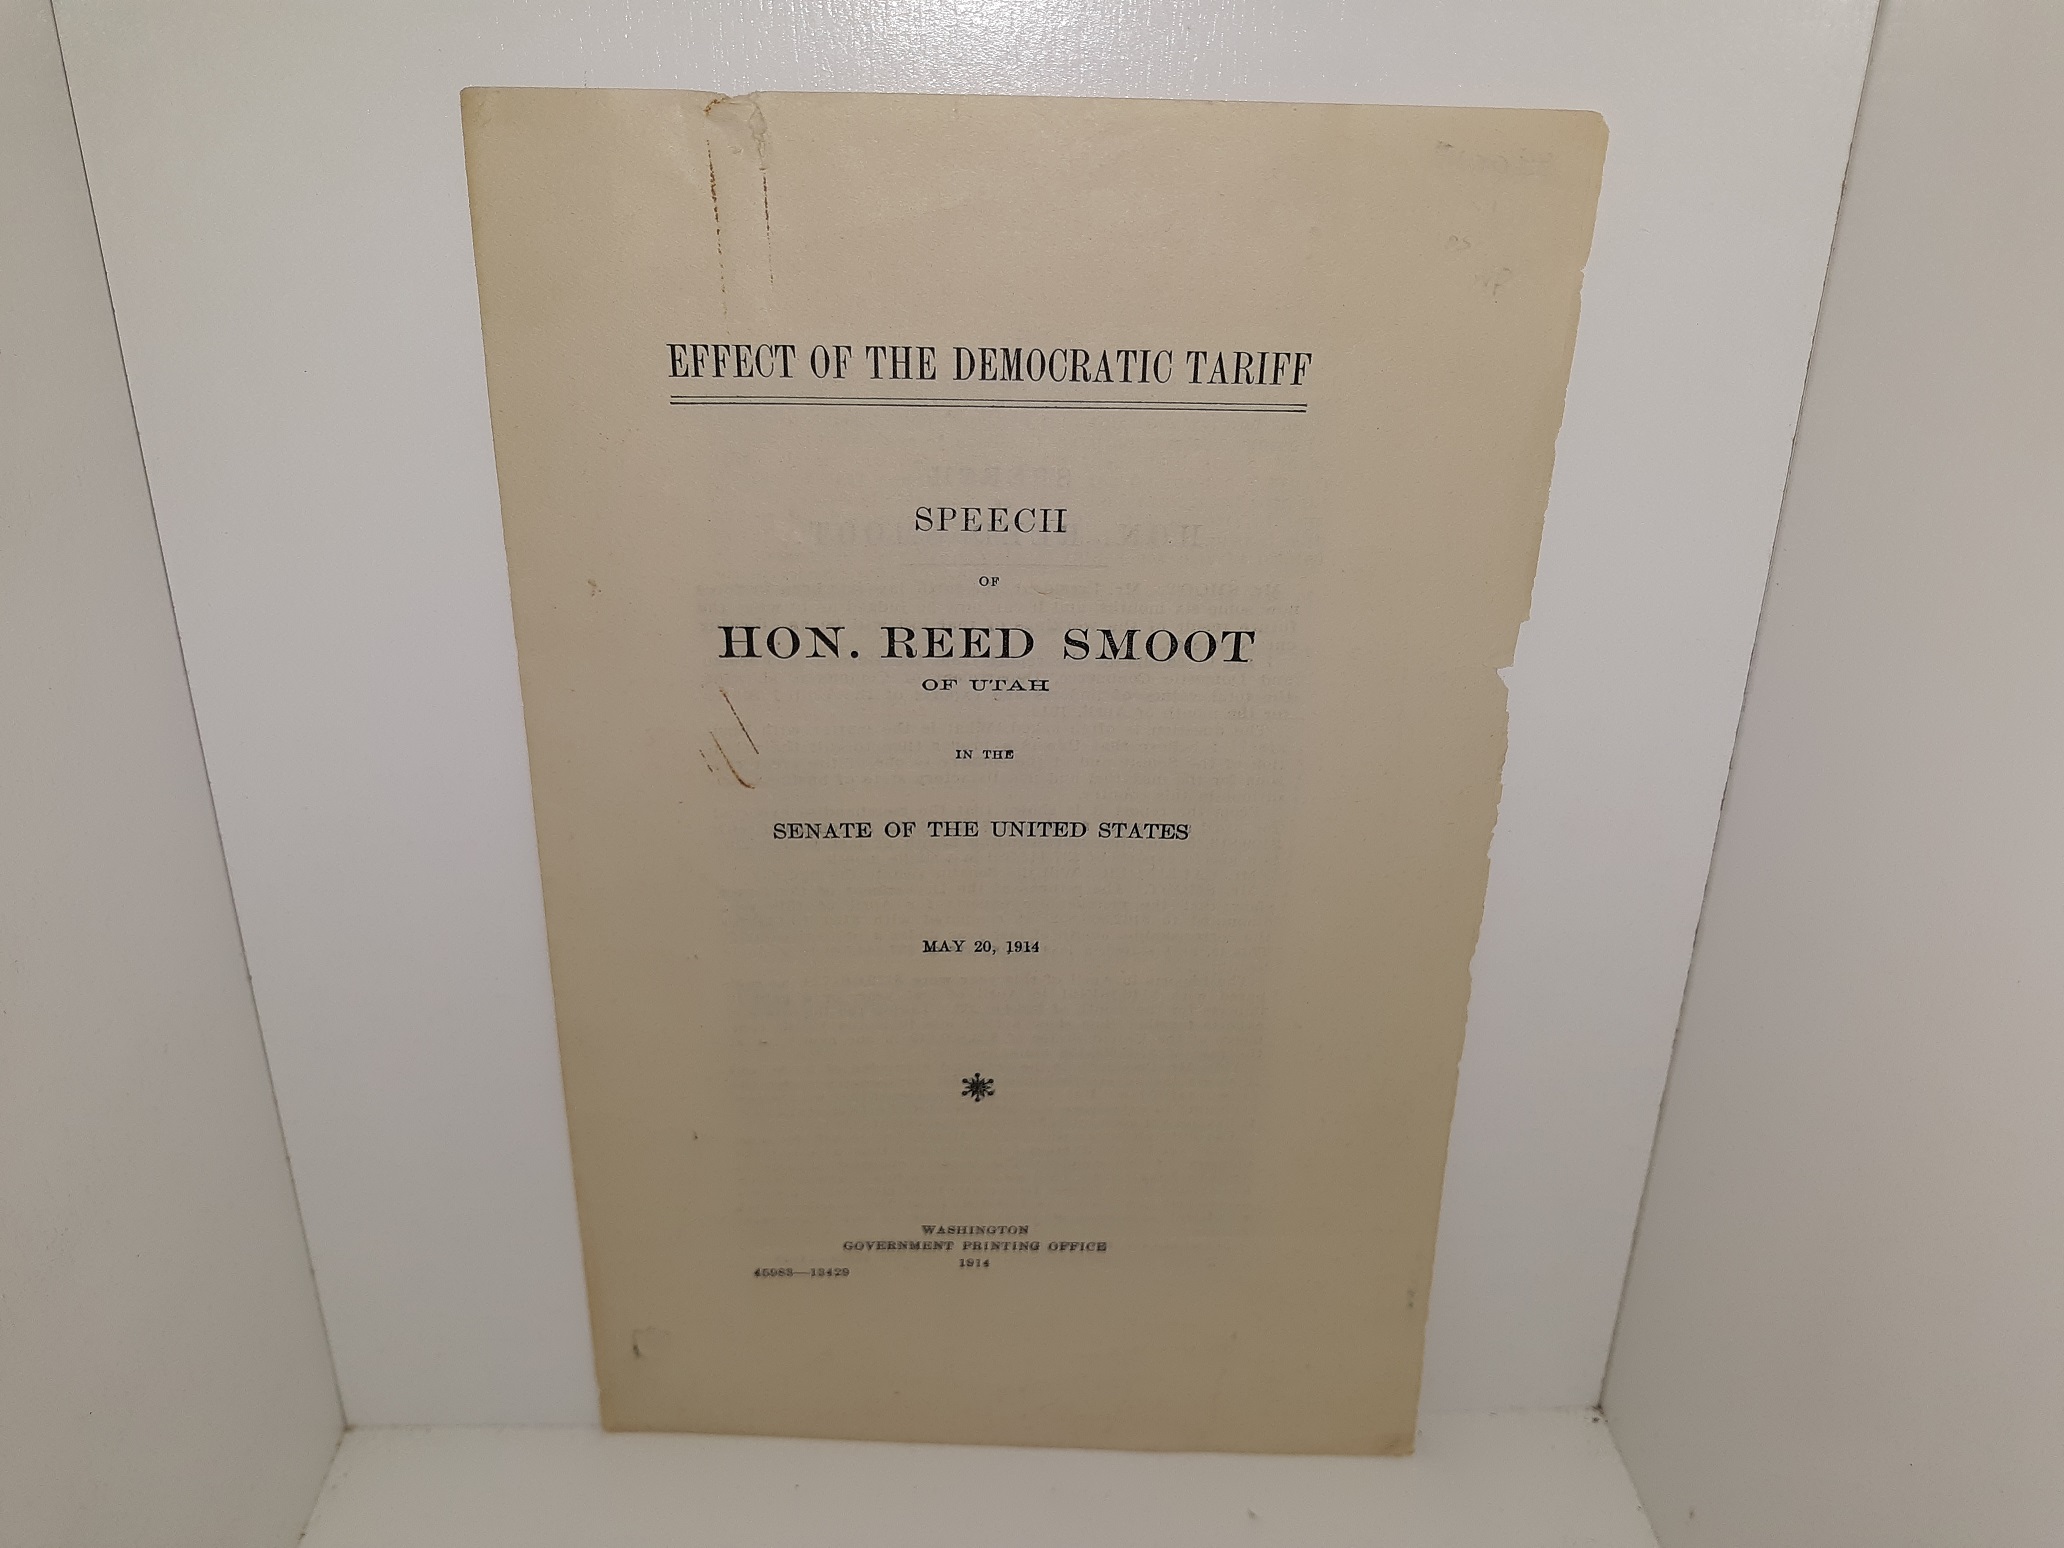 EFFECT OF THE DEMOCRATIC TARIFF
SPEECH
OF
HON. REED SMOOT
OF UTAH
IN THE
SENATE OF THE UNITED STATES
MAY 20, 1914
WASHINGTON
GOVERNMENT PRINTING OFFICE
1914
45983—13429